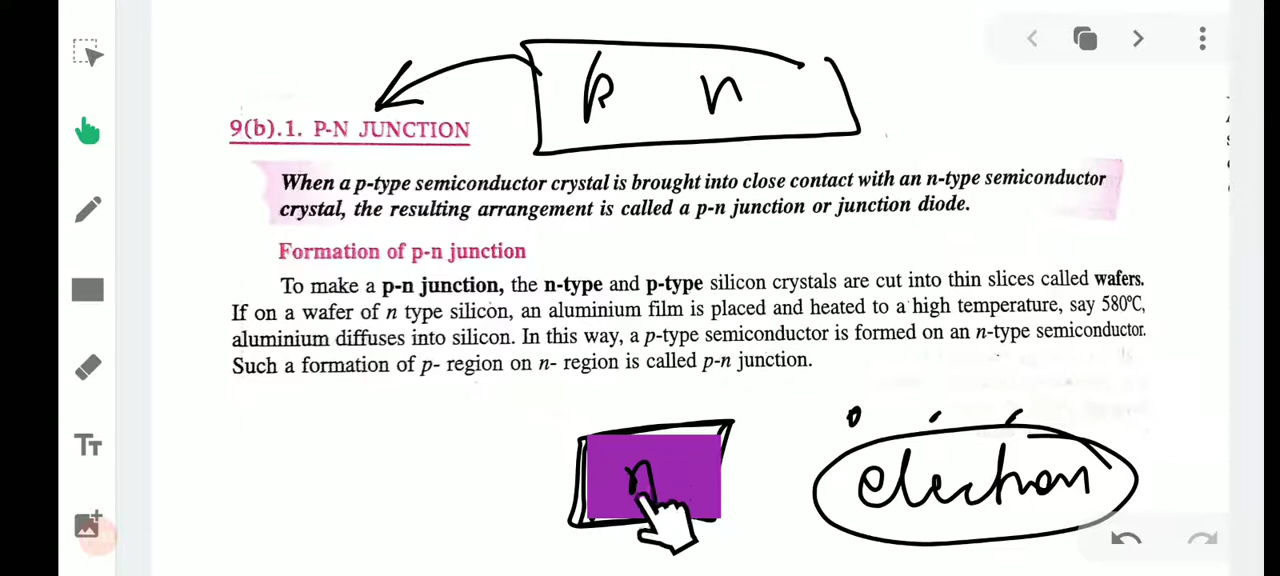 p n
9(b).1. P-N JUNCTION
When a p-type semiconductor crystal is brought into close contact with an n-type semiconductor
crystal, the resulting arrangement is called a p-n junction or junction diode.
Formation of p-n junction
To make a p-n junction, the n-type and p-type silicon crystals are cut into thin slices called wafers.
If on a wafer of n type silicon, an aluminium film is placed and heated to a high temperature, say 580°C,
aluminium diffuses into silicon. In this way, a p-type semiconductor is formed on an n-type semiconductor.
Such a formation of p- region on n- region is called p-n junction.
TT
n
electron